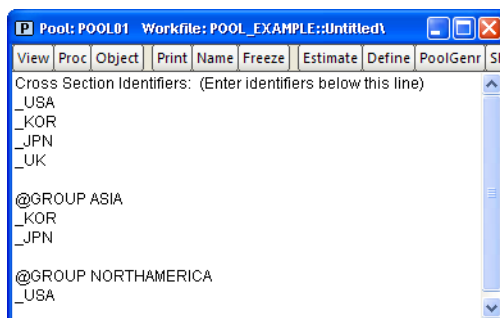 Pool: POOL01 Workfile: POOL_EXAMPLE::Untitled\
View Proc Object Print Name Freeze Estimate Define PoolGenr
Cross Section Identifiers: (Enter identifiers below this line)
_USA
_KOR
_JPN
_UK
@GROUP ASIA
_KOR
_JPN
@GROUP NORTHAMERICA
_USA